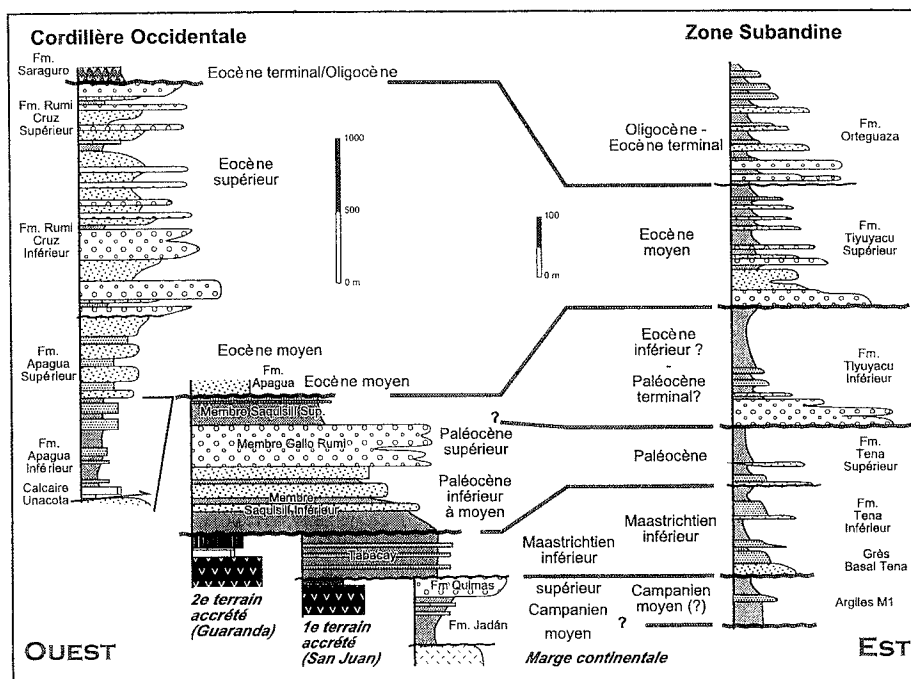 Cordillère Occidentale
Zone Subandine
Fm.
Saraguro
Eocène terminal/Oligocène
Fm. Rumi
Cruz
Supérieur
Eocène
supérieur
1000
500
0 m
100
0 m
Oligocène -
Eocène terminal
Fm.
Orteguaza
Fm. Rumi
Cruz
Inférieur
Eocène
moyen
Fm.
Tiyuyacu
Supérieur
Fm.
Apagua
Supérieur
Eocène moyen
Fm.
Apagua
Eocène moyen
Eocène
inférieur ?
-
Paléocène
terminal?
Fm.
Tiyuyacu
Inférieur
Membre Saquisilí Sup.
Membre Gallo Rumi
?
Paléocène
supérieur
Paléocène
Fm.
Tena
Supérieur
Fm.
Apagua
Inférieur
Calcaire
Unacota
Membre
Saquisilí Inférieur
Paléocène
inférieur
à moyen
Fm.
Tena
Inférieur
Tabacay
Maastrichtien
inférieur
Maastrichtien
inférieur
Grès
Basal Tena
Fm Quimas
supérieur
Campanien
moyen
Campanien
moyen (?)
Argiles M1
Fm. Jadán
?
2e terrain
accrété
(Guaranda)
1e terrain
accrété
(San Juan)
Marge continentale
OUEST
EST